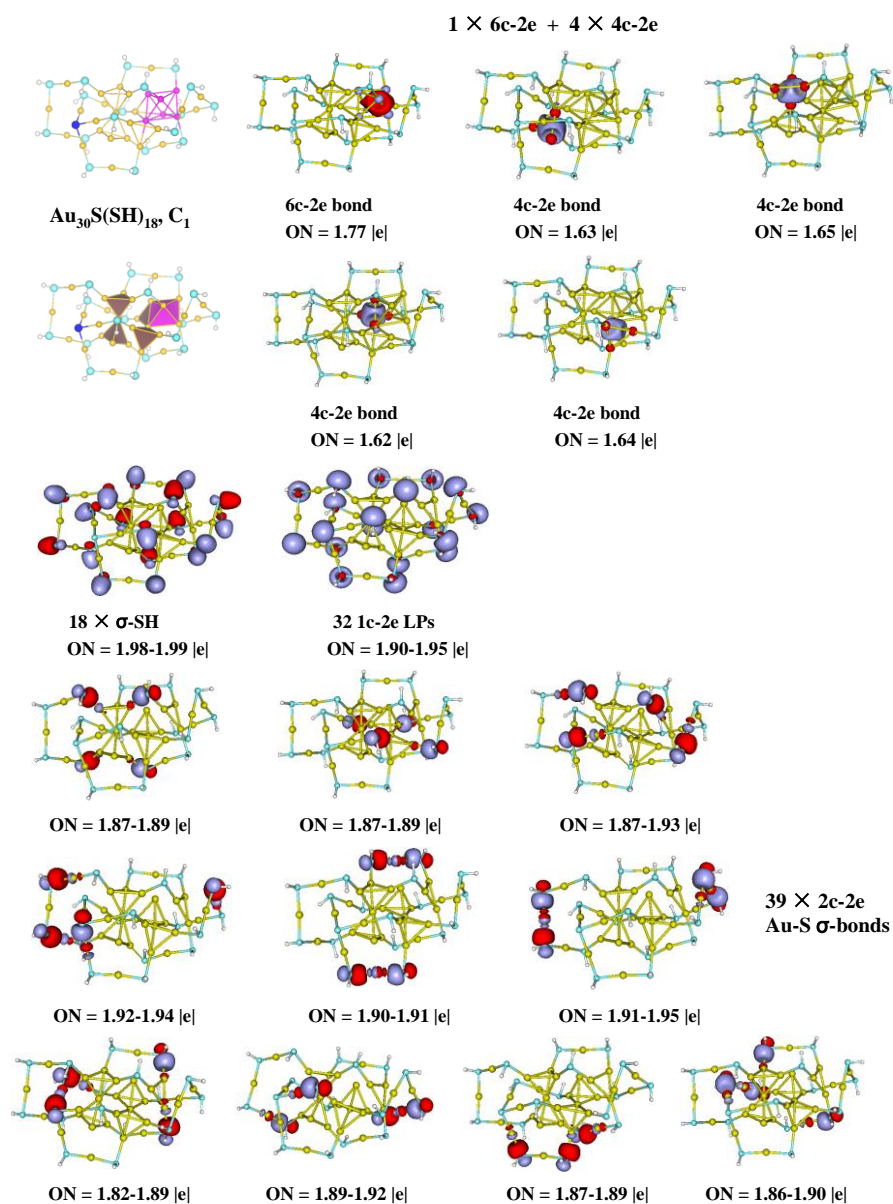 1 × 6c-2e + 4 × 4c-2e
Au30S(SH)18, C1
6c-2e bond
ON = 1.77 |e|
4c-2e bond
ON = 1.63 |e|
4c-2e bond
ON = 1.65 |e|
4c-2e bond
ON = 1.62 |e|
4c-2e bond
ON = 1.64 |e|
18 × σ-SH
ON = 1.98-1.99 |e|
32 1c-2e LPs
ON = 1.90-1.95 |e|
ON = 1.87-1.89 |e|
ON = 1.87-1.89 |e|
ON = 1.87-1.93 |e|
39 × 2c-2e
Au-S σ-bonds
ON = 1.92-1.94 |e|
ON = 1.90-1.91 |e|
ON = 1.91-1.95 |e|
ON = 1.82-1.89 |e|
ON = 1.89-1.92 |e|
ON = 1.87-1.89 |e|
ON = 1.86-1.90 |e|